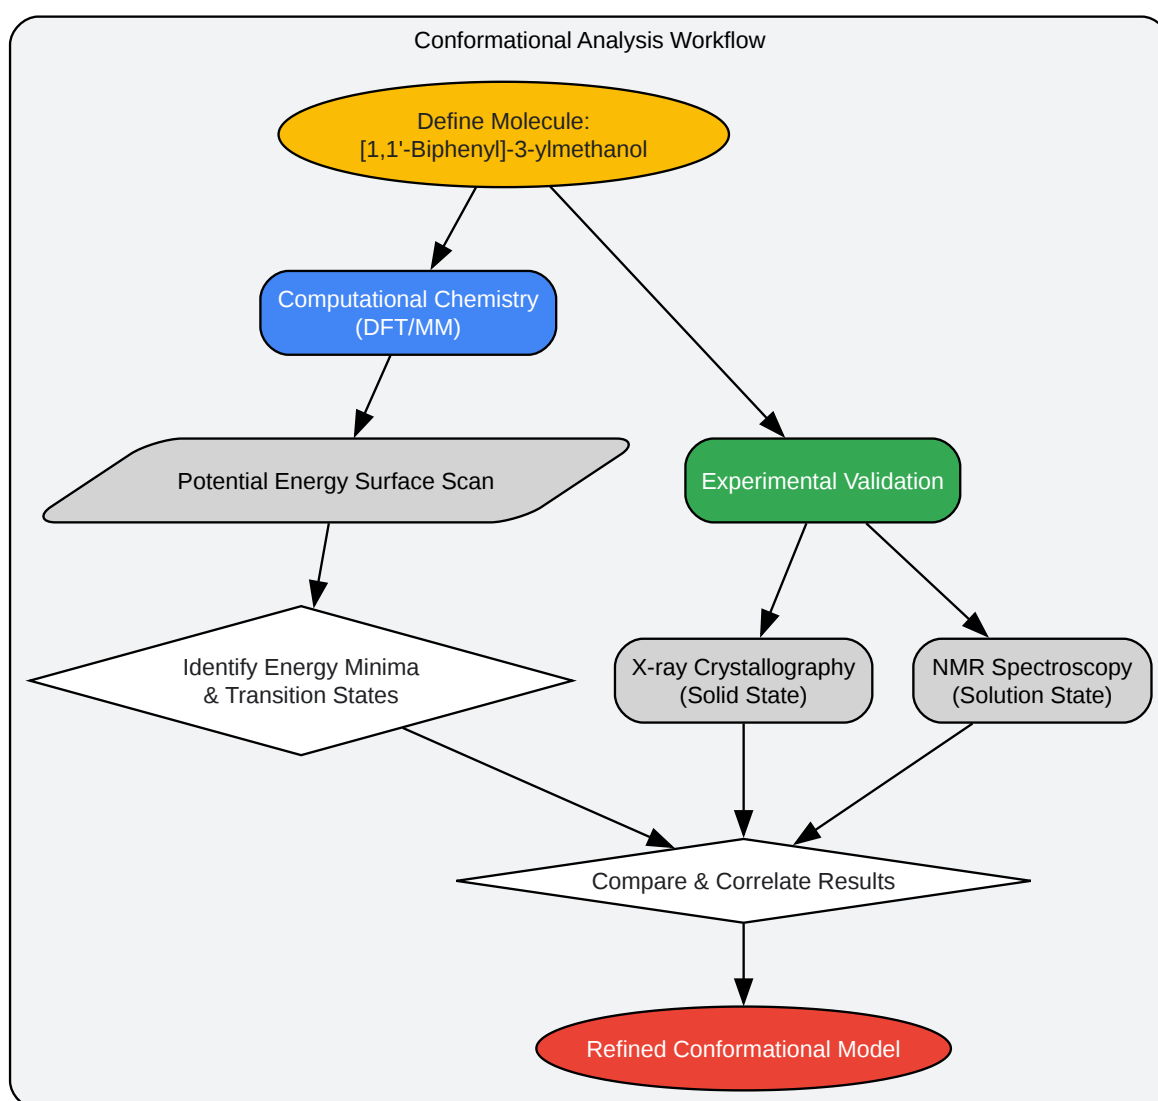 Conformational Analysis Workflow
Define Molecule:
[1,1'-Biphenyl]-3-ylmethanol
Computational Chemistry
(DFT/MM)
Potential Energy Surface Scan
Experimental Validation
Identify Energy Minima
& Transition States
X-ray Crystallography
(Solid State)
NMR Spectroscopy
(Solution State)
Compare & Correlate Results
Refined Conformational Model